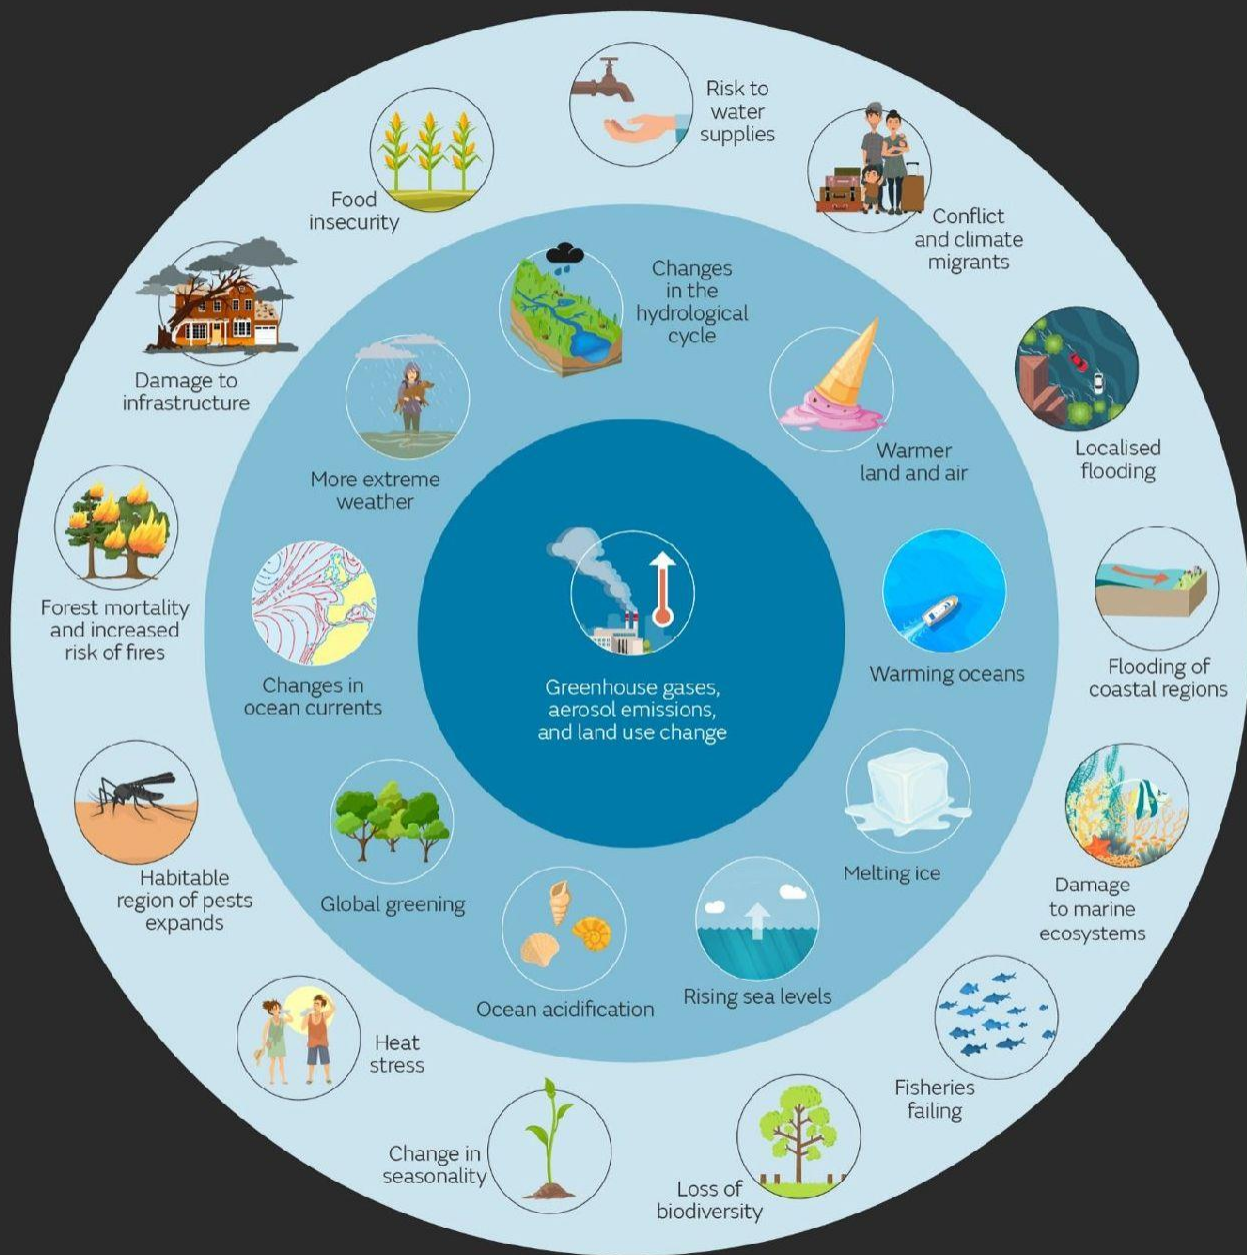 Risk to
water
supplies
Conflict
and climate
migrants
Localised
flooding
Flooding of
coastal regions
Damage
to marine
ecosystems
Fisheries
failing
Loss of
biodiversity
Change in
seasonality
Heat
stress
Habitable
region of pests
expands
Forest mortality
and increased
risk of fires
Damage to
infrastructure
Food
insecurity
Changes
in the
hydrological
cycle
Warmer
land and air
Warming oceans
Melting ice
Rising sea levels
Ocean acidification
Global greening
Changes in
ocean currents
More extreme
weather
Greenhouse gases,
aerosol emissions,
and land use change